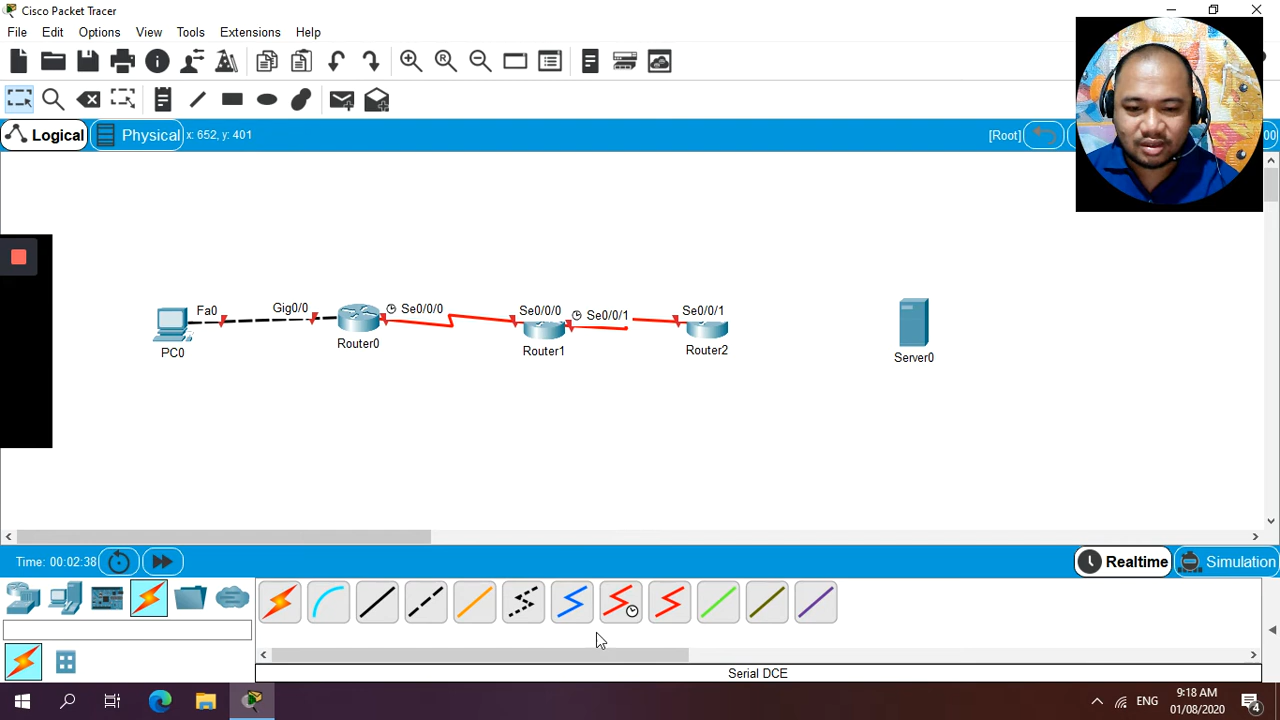 Cisco Packet Tracer
File Edit Options View Tools Extensions Help
Logical Physical x: 652, y: 401 [Root] 00
Fa0 Gig0/0 Se0/0/0 Se0/0/0 Se0/0/1 Se0/0/1
PC0 Router0 Router1 Router2 Server0
Time: 00:02:38 Realtime Simulation
Serial DCE
ENG 9:18 AM
01/08/2020 4